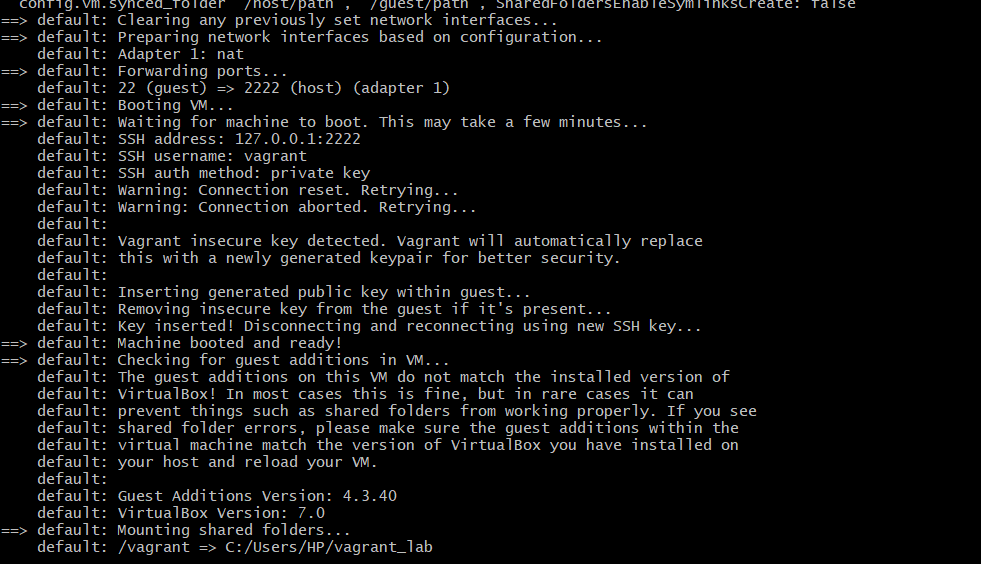 config.vm.synced_folder '/host/path', '/guest/path', SharedFoldersEnableSymlinksCreate: false
==> default: Clearing any previously set network interfaces...
==> default: Preparing network interfaces based on configuration...
default: Adapter 1: nat
==> default: Forwarding ports...
default: 22 (guest) => 2222 (host) (adapter 1)
==> default: Booting VM...
==> default: Waiting for machine to boot. This may take a few minutes...
default: SSH address: 127.0.0.1:2222
default: SSH username: vagrant
default: SSH auth method: private key
default: Warning: Connection reset. Retrying...
default: Warning: Connection aborted. Retrying...
default:
default: Vagrant insecure key detected. Vagrant will automatically replace
default: this with a newly generated keypair for better security.
default:
default: Inserting generated public key within guest...
default: Removing insecure key from the guest if it's present...
default: Key inserted! Disconnecting and reconnecting using new SSH key...
==> default: Machine booted and ready!
==> default: Checking for guest additions in VM...
default: The guest additions on this VM do not match the installed version of
default: VirtualBox! In most cases this is fine, but in rare cases it can
default: prevent things such as shared folders from working properly. If you see
default: shared folder errors, please make sure the guest additions within the
default: virtual machine match the version of VirtualBox you have installed on
default: your host and reload your VM.
default:
default: Guest Additions Version: 4.3.40
default: VirtualBox Version: 7.0
==> default: Mounting shared folders...
default: /vagrant => C:/Users/HP/vagrant_lab